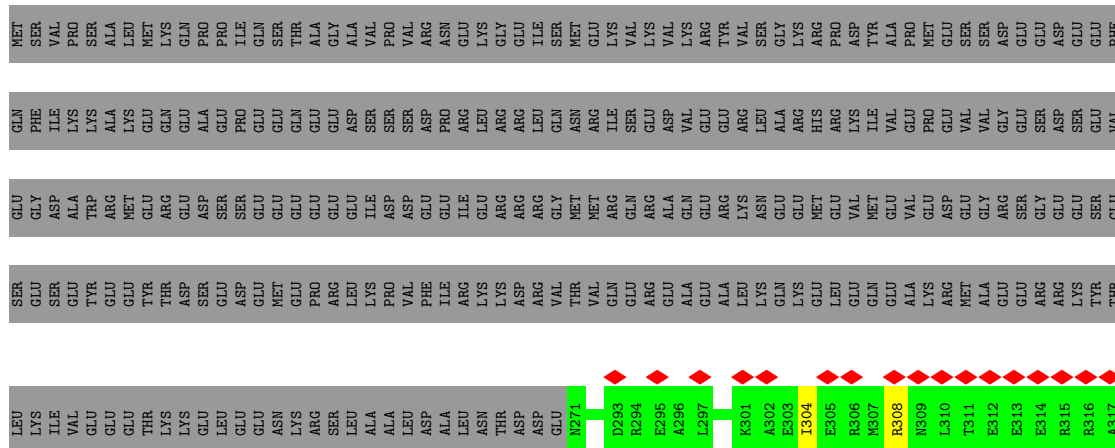 MET SER VAL PRO SER ALA LEU MET LYS GLN PRO PRO ILE GLN SER THR ALA GLY ALA VAL PRO VAL ARG ASN GLU LYS GLY GLU ILE SER MET GLU LYS VAL LYS VAL LYS ARG TYR VAL SER GLY LYS ARG PRO ASP TYR ALA PRO MET GLU SER SER ASP GLU GLU ASP GLU GLU PHE
GLN PHE ILE LYS LYS ALA LYS GLU GLN GLU ALA GLU PRO GLU GLU GLN GLU GLU ASP SER SER SER ASP PRO ARG LEU ARG ARG LEU GLN ASN ARG ILE SER GLU ASP VAL GLU GLU ARG LEU ALA ARG HIS ARG LYS ILE VAL GLU PRO GLU VAL VAL GLY GLU SER ASP SER GLU VAL
GLU GLY ASP ALA TRP ARG MET GLU ARG GLU ASP SER SER GLU GLU GLU GLU GLU GLU ILE ASP ASP GLU GLU ILE GLU ARG ARG ARG GLY MET MET ARG GLN ARG ALA GLN GLU ARG LYS ASN GLU GLU MET GLU VAL MET GLU VAL GLU ASP GLU GLY ARG SER GLY GLU GLU SER GLU
SER GLU SER GLU TYR GLU GLU TYR THR ASP SER GLU ASP GLU MET GLU PRO ARG LEU LYS PRO VAL PHE ILE ARG LYS LYS ASP ARG VAL THR VAL GLN GLU ARG GLU ALA GLU ALA LEU LYS GLN LYS GLU LEU GLU GLN GLU ALA LYS ARG MET ALA GLU GLU ARG ARG LYS TYR THR
LEU LYS ILE VAL GLU GLU GLU THR LYS LYS GLU LEU GLU GLU ASN LYS ARG SER LEU ALA ALA LEU ASP ALA LEU ASN THR ASP ASP GLU N271 D293 R294 E295 A296 L297 K301 A302 E303 I304 E305 R306 M307 R308 N309 L310 T311 E312 E313 E314 R315 R316 A317